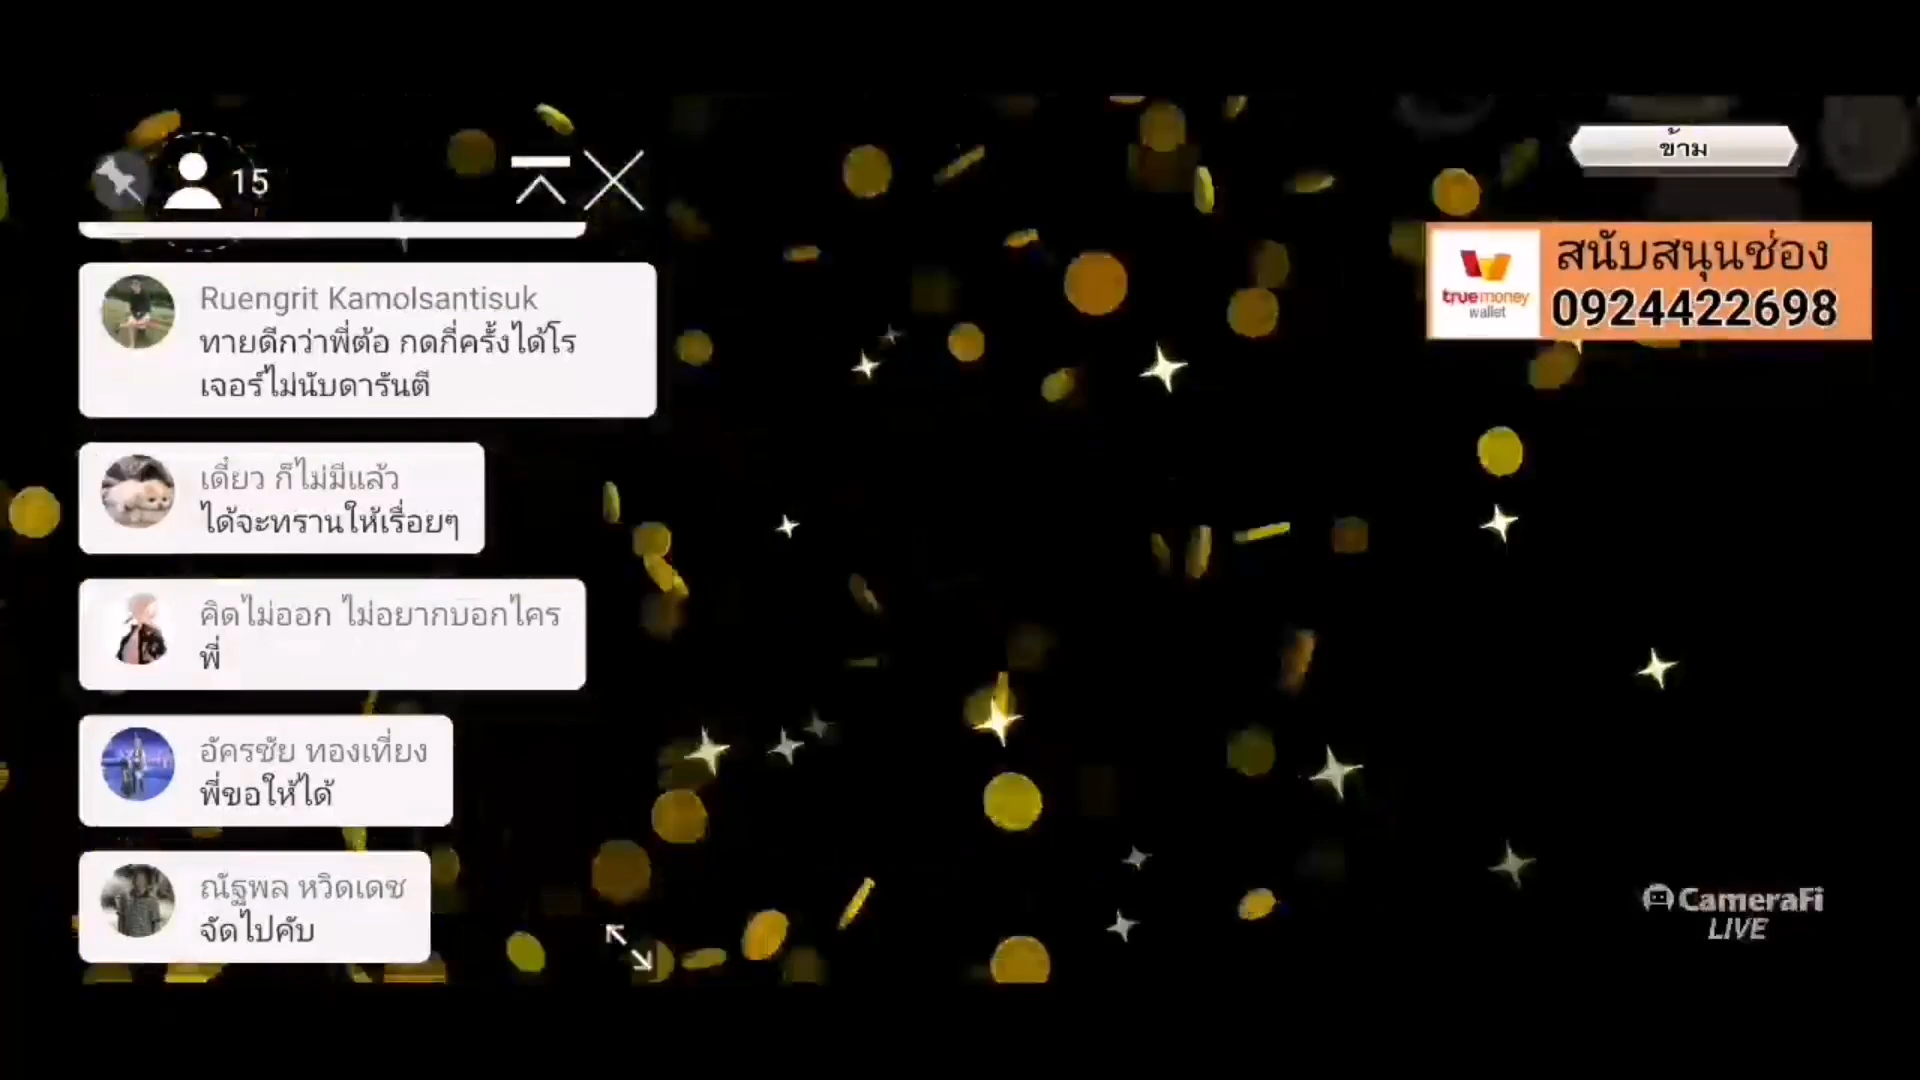 15
Ruengrit Kamolsantisuk
ทายดีกว่าพี่ต้อ กดกี่ครั้งได้โร
เจอร์ไม่นับดารันตี
เดี๋ยว ก็ไม่มีแล้ว
ได้จะทรานให้เรื่อยๆ
คิดไม่ออก ไม่อยากบอกใคร
พี่
อัครชัย ทองเที่ยง
พี่ขอให้ได้
ณัฐพล หวิดเดช
จัดไปคับ
ข้าม
truemoney
wallet
สนับสนุนช่อง
0924422698
CameraFi
LIVE